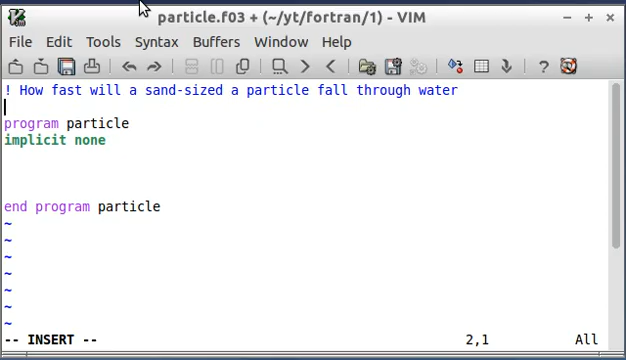 particle.f03 + (~/yt/fortran/1) - VIM
File Edit Tools Syntax Buffers Window Help
! How fast will a sand-sized a particle fall through water
program particle
implicit none
end program particle
~
~
~
~
~
~
~
-- INSERT -- 2,1 All